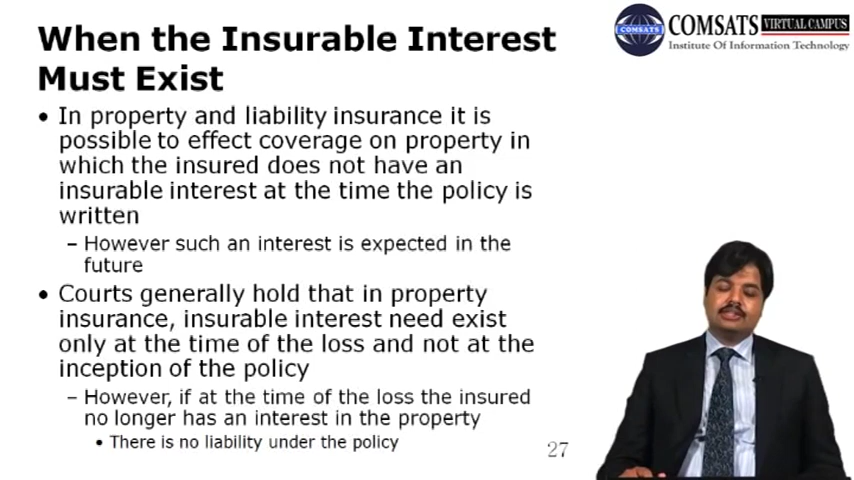 When the Insurable Interest
Must Exist
COMSATS VIRTUAL CAMPUS
Institute Of Information Technology
COMSATS
• In property and liability insurance it is
possible to effect coverage on property in
which the insured does not have an
insurable interest at the time the policy is
written
– However such an interest is expected in the
future
• Courts generally hold that in property
insurance, insurable interest need exist
only at the time of the loss and not at the
inception of the policy
– However, if at the time of the loss the insured
no longer has an interest in the property
• There is no liability under the policy
27